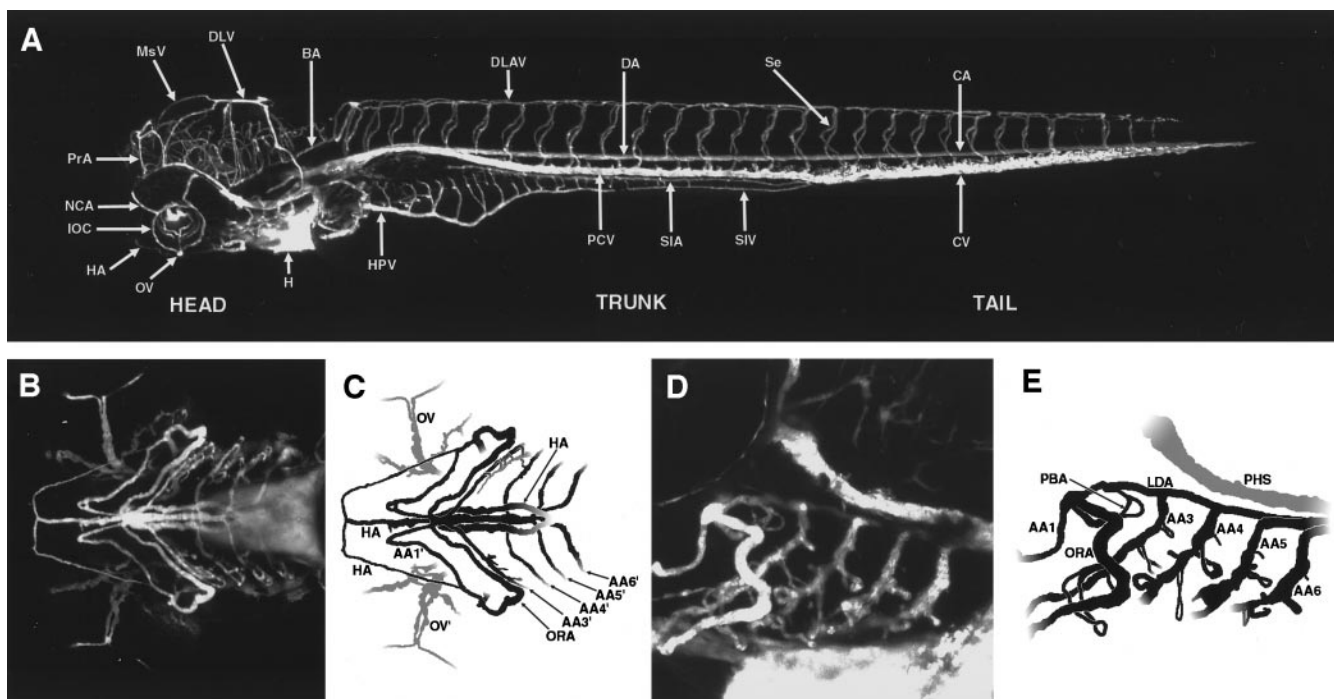 A
MsV
DLV
BA
DLAV
DA
Se
CA
PrA
NCA
IOC
HA
OV
H
HPV
PCV
SIA
SIV
CV
HEAD
TRUNK
TAIL
B
C
OV
HA
HA
AA1'
HA
AA6'
AA5'
AA4'
AA3'
ORA
OV'
D
E
PBA
LDA
PHS
AA1
AA3
AA4
ORA
AA5
AA6